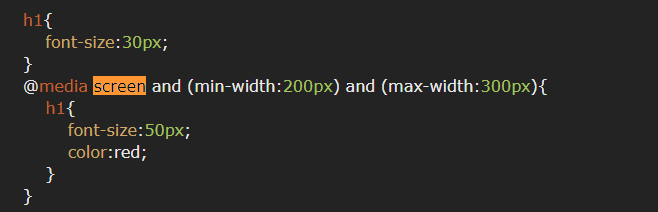 h1{
font-size:30px;
}
@media screen and (min-width:200px) and (max-width:300px){
h1{
font-size:50px;
color:red;
}
}